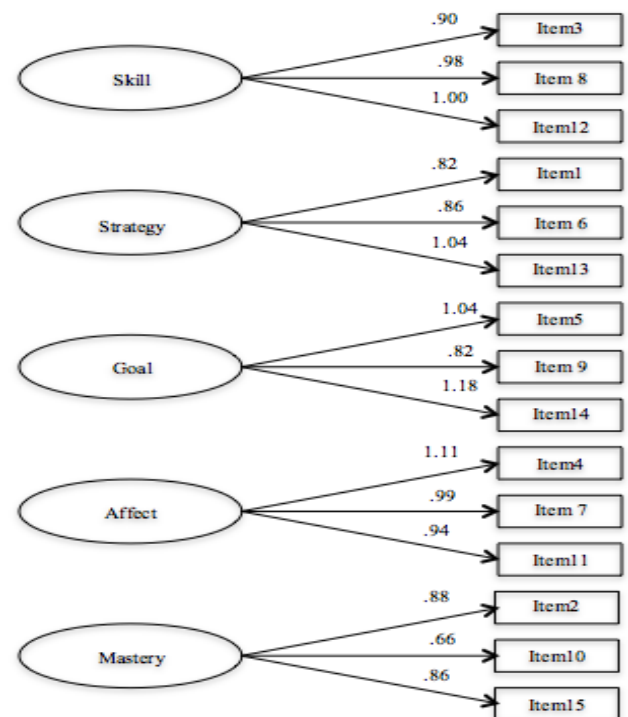 .90
Item3
Skill
.98
Item 8
1.00
Item12
.82
Item1
Strategy
.86
Item 6
1.04
Item13
1.04
Item5
Goal
.82
Item 9
1.18
Item14
1.11
Item4
Affect
.99
Item 7
.94
Item11
.88
Item2
Mastery
.66
Item10
.86
Item15